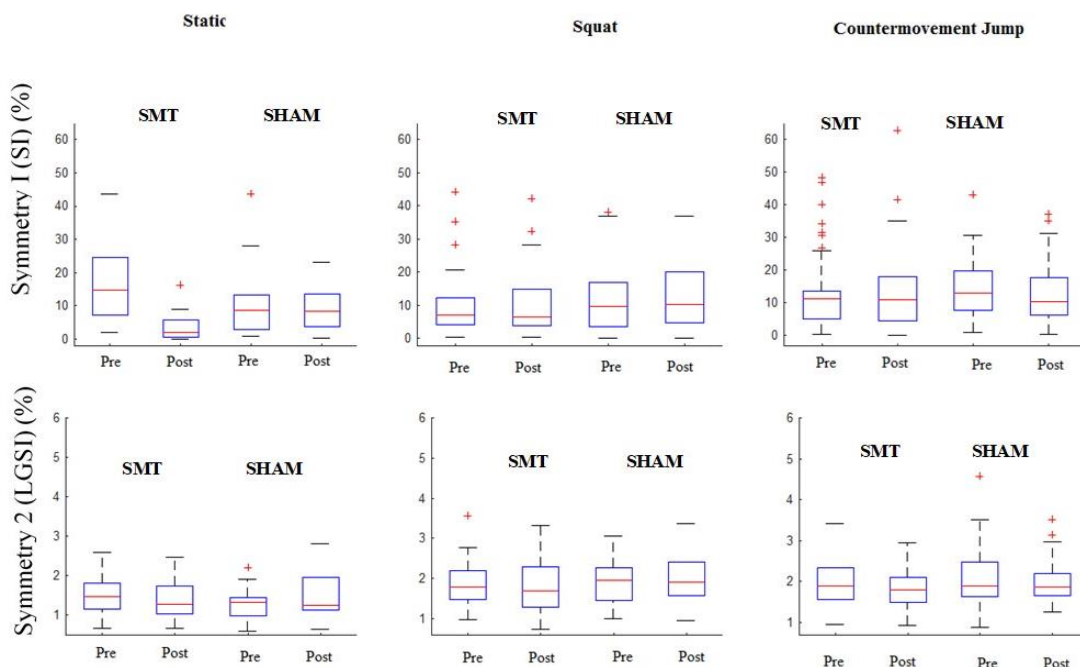 Static Squat Countermovement Jump
Symmetry I (SI) (%)
SMT SHAM
60
50
40
30
20
10
0
Pre Post Pre Post
SMT SHAM
60
50
40
30
20
10
0
Pre Post Pre Post
SMT SHAM
60
50
40
30
20
10
0
Pre Post Pre Post
Symmetry 2 (LGSI) (%)
6
5
4
3
2
1
SMT SHAM
Pre Post Pre Post
6
5
4
3
2
1
SMT SHAM
Pre Post Pre Post
6
5
4
3
2
1
SMT SHAM
Pre Post Pre Post